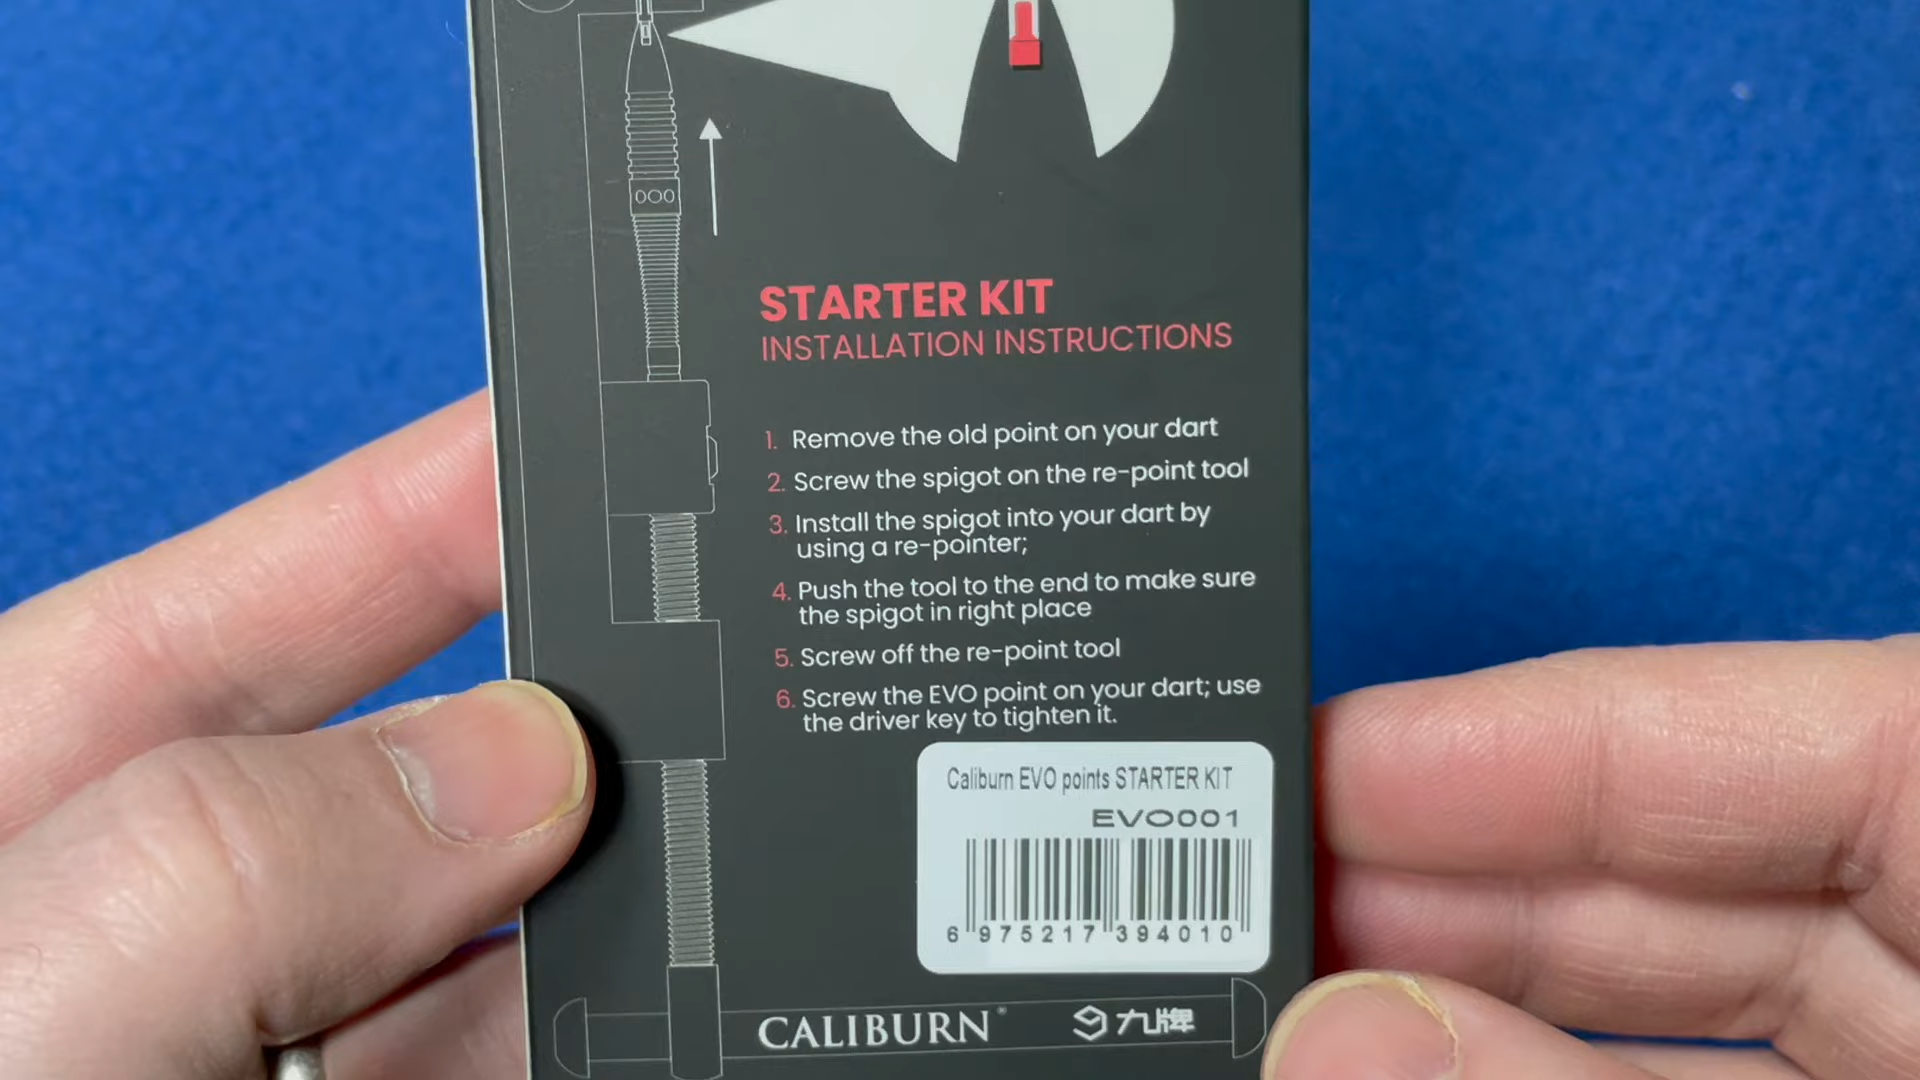 STARTER KIT
INSTALLATION INSTRUCTIONS
1. Remove the old point on your dart
2. Screw the spigot on the re-point tool
3. Install the spigot into your dart by
using a re-pointer;
4. Push the tool to the end to make sure
the spigot in right place
5. Screw off the re-point tool
6. Screw the EVO point on your dart; use
the driver key to tighten it.
Caliburn EVO points STARTER KIT
EVO001
6 975217 394010
CALIBURN® 九牌